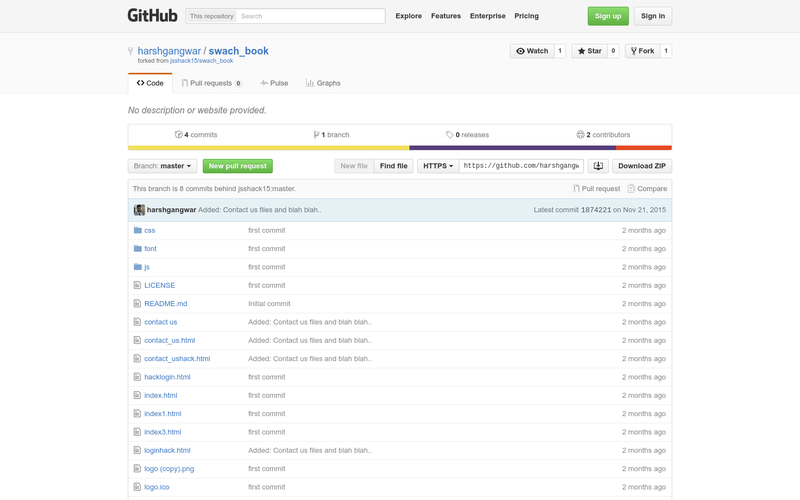 GitHub This repository Search Explore Features Enterprise Pricing Sign up Sign in
harshgangwar / swach_book Watch 1 Star 0 Fork 1
forked from jsshack15/swach_book
Code Pull requests 0 Pulse Graphs
No description or website provided.
4 commits 1 branch 0 releases 2 contributors
Branch: master New pull request New file Find file HTTPS https://github.com/harshgangw Download ZIP
This branch is 8 commits behind jsshack15:master. Pull request Compare
harshgangwar Added: Contact us files and blah blah.. Latest commit 1874221 on Nov 21, 2015
css first commit 2 months ago
font first commit 2 months ago
js first commit 2 months ago
LICENSE first commit 2 months ago
README.md Initial commit 2 months ago
contact us Added: Contact us files and blah blah.. 2 months ago
contact_us.html Added: Contact us files and blah blah.. 2 months ago
contact_ushack.html Added: Contact us files and blah blah.. 2 months ago
hacklogin.html first commit 2 months ago
index.html first commit 2 months ago
index1.html first commit 2 months ago
index3.html first commit 2 months ago
loginhack.html Added: Contact us files and blah blah.. 2 months ago
logo (copy).png first commit 2 months ago
logo.ico first commit 2 months ago